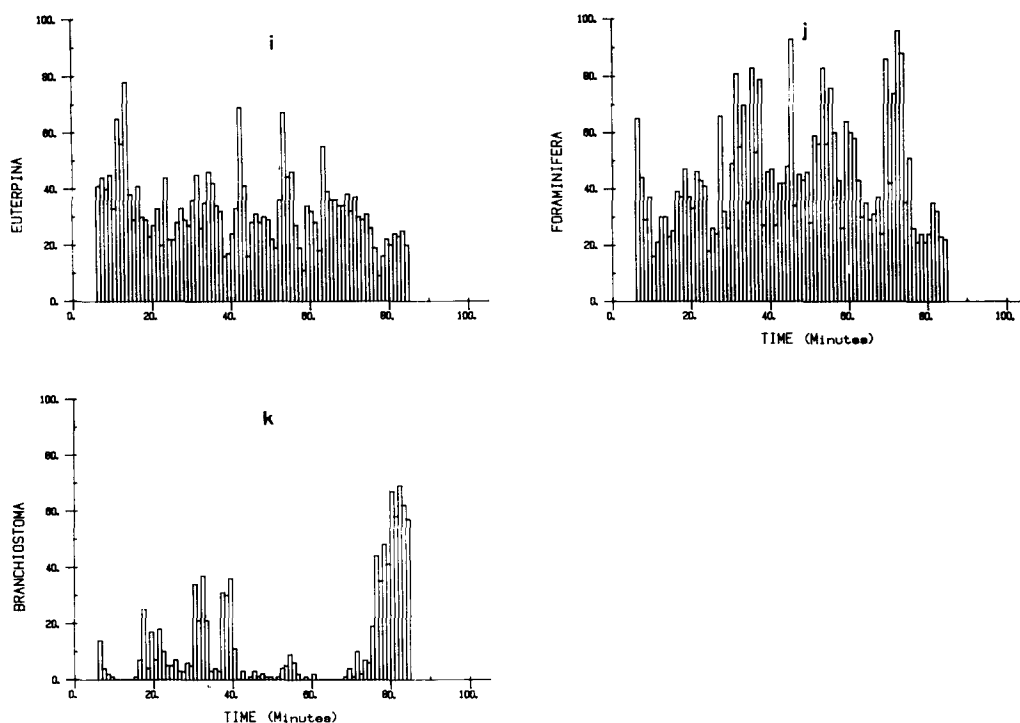 i
EUTERPINA
100.
80.
60.
40.
20.
0.
0. 20. 40. 60. 80. 100.
j
FORAMINIFERA
100.
80.
60.
40.
20.
0.
0. 20. 40. 60. 80. 100.
TIME (Minutes)
k
BRANCHIOSTOMA
100.
80.
60.
40.
20.
0.
0. 20. 40. 60. 80. 100.
TIME (Minutes)